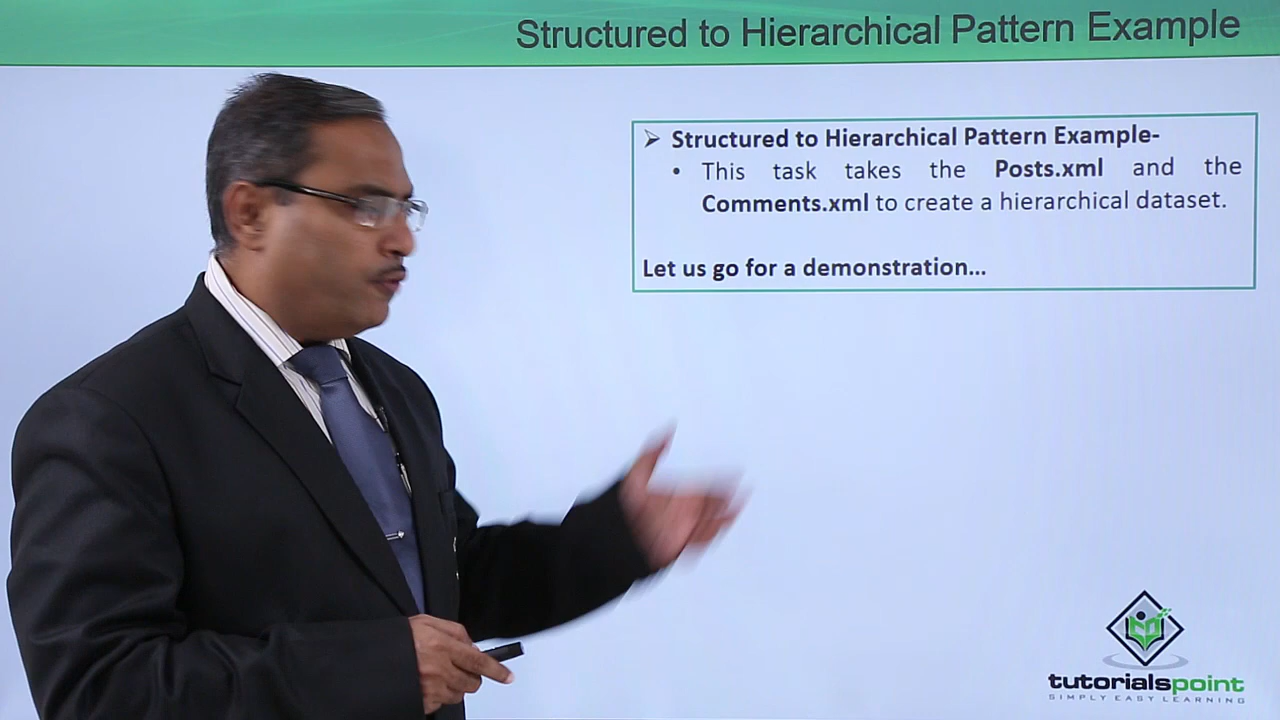 Structured to Hierarchical Pattern Example
➢ Structured to Hierarchical Pattern Example-
• This task takes the Posts.xml and the
Comments.xml to create a hierarchical dataset.
Let us go for a demonstration...
tutorialspoint
SIMPLY EASY LEARNING